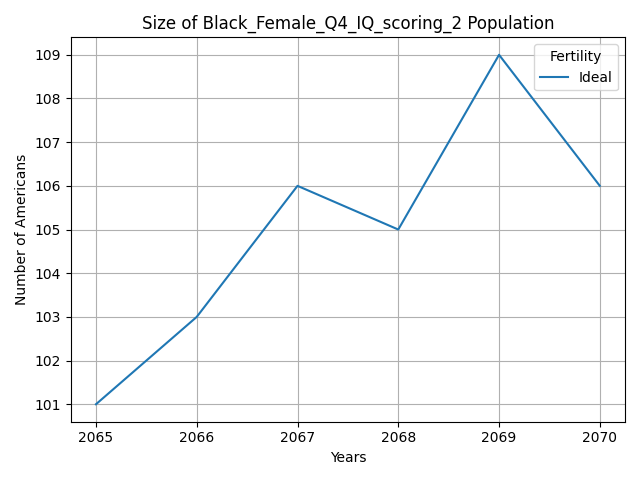 Size of Black_Female_Q4_IQ_scoring_2 Population
Fertility
Ideal
109
108
107
106
105
104
103
102
101
Number of Americans
2065 2066 2067 2068 2069 2070
Years